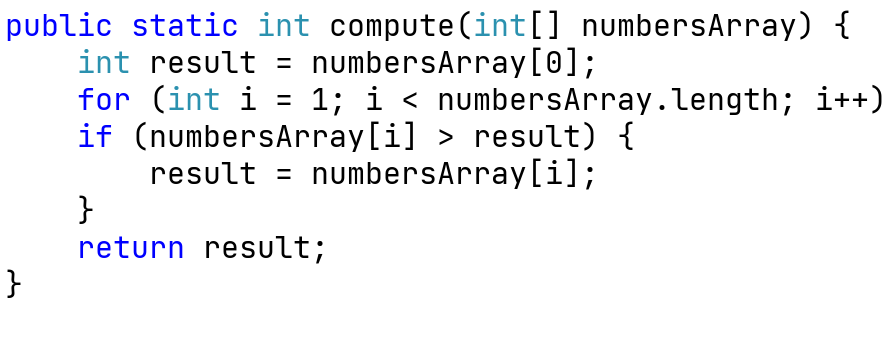 public static int compute(int[] numbersArray) {
    int result = numbersArray[0];
    for (int i = 1; i < numbersArray.length; i++)
    if (numbersArray[i] > result) {
        result = numbersArray[i];
    }
    return result;
}